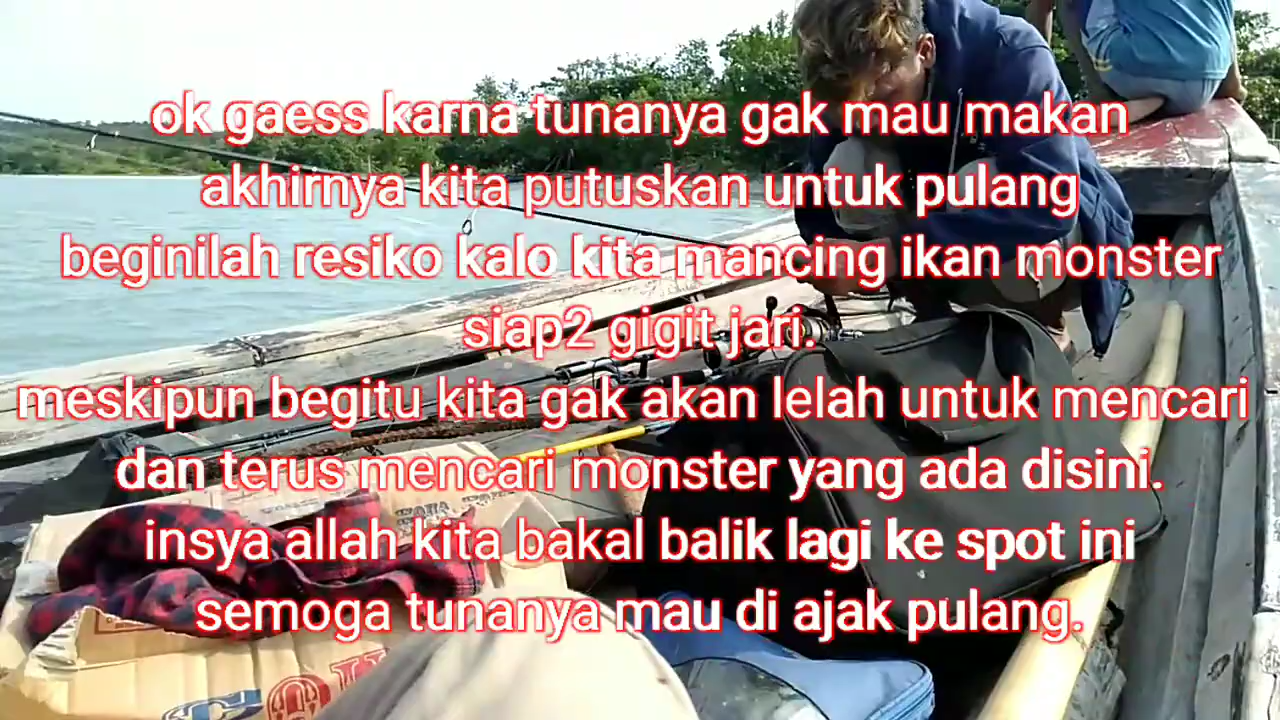 ok gaess karna tunanya gak mau makan
akhirnya kita putuskan untuk pulang
beginilah resiko kalo kita mancing ikan monster
siap2 gigit jari.
meskipun begitu kita gak akan lelah untuk mencari
dan terus mencari monster yang ada disini.
insya allah kita bakal balik lagi ke spot ini
semoga tunanya mau di ajak pulang.